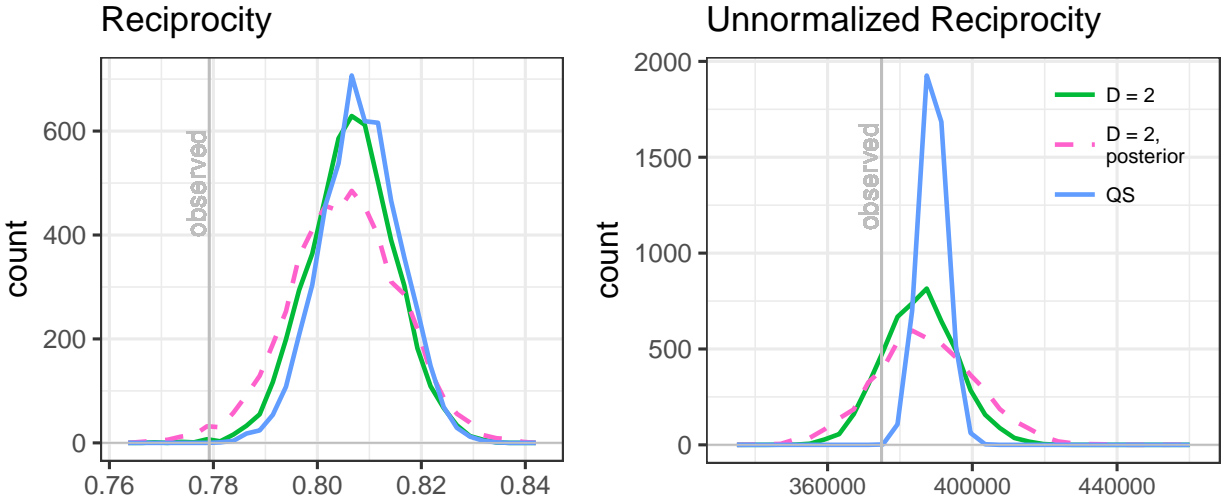 Reciprocity
count
600
400
200
0
observed
0.76
0.78
0.80
0.82
0.84
Unnormalized Reciprocity
count
2000
1500
1000
500
0
observed
D = 2
D = 2,
posterior
QS
360000
400000
440000